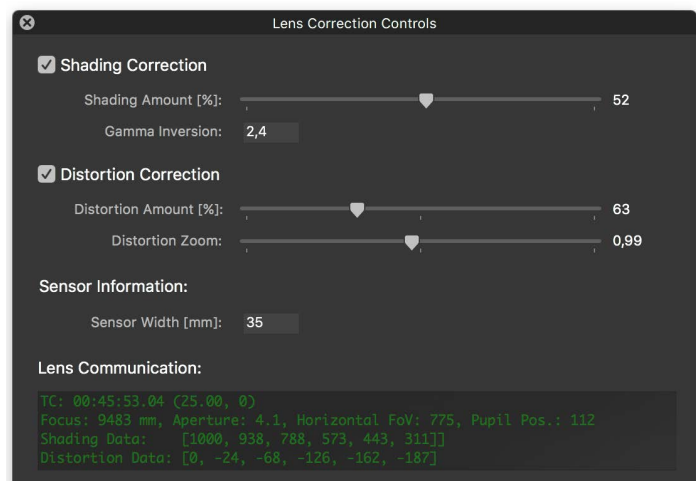 Lens Correction Controls
Shading Correction
Shading Amount [%]: 52
Gamma Inversion: 2,4
Distortion Correction
Distortion Amount [%]: 63
Distortion Zoom: 0,99
Sensor Information:
Sensor Width [mm]: 35
Lens Communication:
TC: 00:45:53.04 (25.00, 0)
Focus: 9483 mm, Aperture: 4.1, Horizontal FoV: 775, Pupil Pos.: 112
Shading Data: [1000, 938, 788, 573, 443, 311]]
Distortion Data: [0, -24, -68, -126, -162, -187]